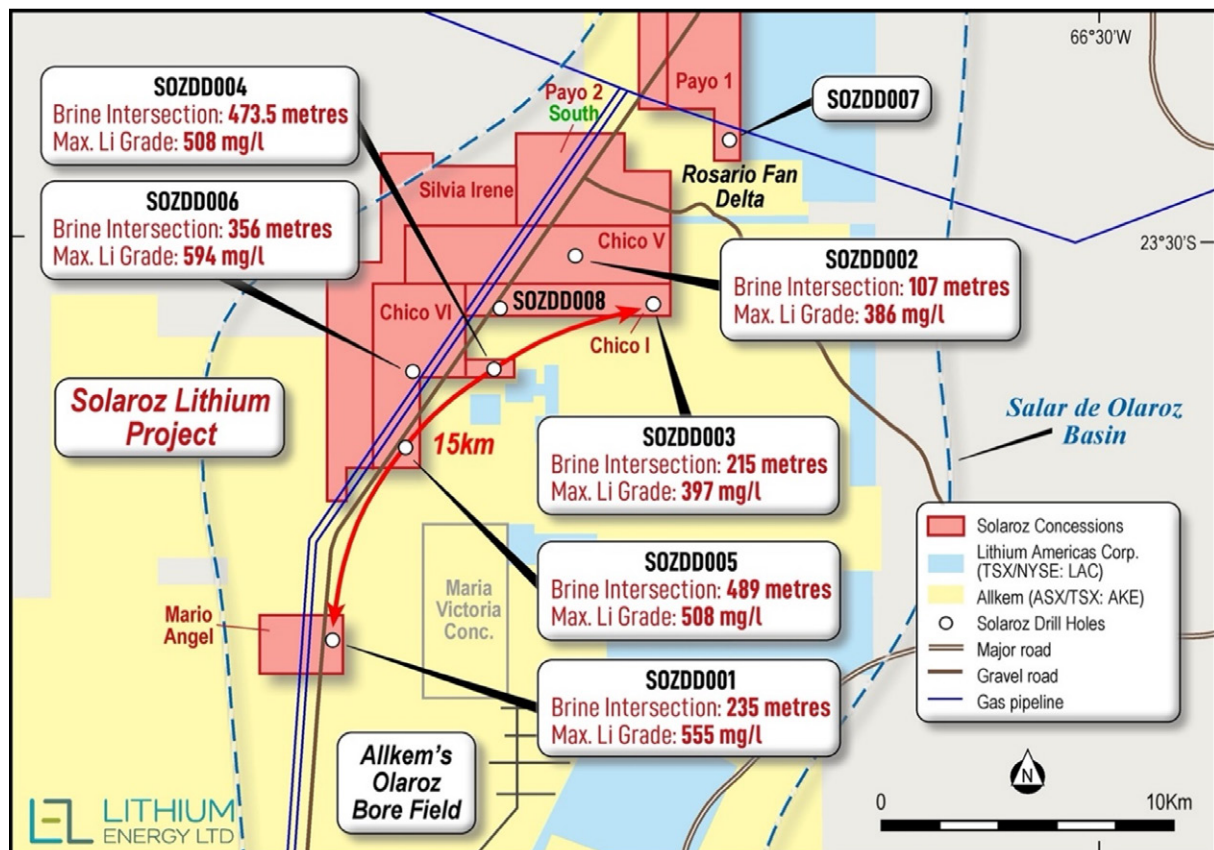 66°30'W
SOZDD004
Brine Intersection: 473.5 metres
Max. Li Grade: 508 mg/l
Payo 1
Payo 2
South
SOZDD007
Rosario Fan
Delta
Silvia Irene
SOZDD006
Brine Intersection: 356 metres
Max. Li Grade: 594 mg/l
Chico V
23°30'S
SOZDD002
Brine Intersection: 107 metres
Max. Li Grade: 386 mg/l
SOZDD008
Chico VI
Chico I
Solaroz Lithium
Project
15km
Salar de Olaroz
Basin
SOZDD003
Brine Intersection: 215 metres
Max. Li Grade: 397 mg/l
SOZDD005
Brine Intersection: 489 metres
Max. Li Grade: 508 mg/l
Maria
Victoria
Conc.
Mario
Angel
SOZDD001
Brine Intersection: 235 metres
Max. Li Grade: 555 mg/l
Allkem's
Olaroz
Bore Field
Solaroz Concessions
Lithium Americas Corp.
(TSX/NYSE: LAC)
Allkem (ASX/TSX: AKE)
Solaroz Drill Holes
Major road
Gravel road
Gas pipeline
N
0 10Km
LEL LITHIUM
ENERGY LTD